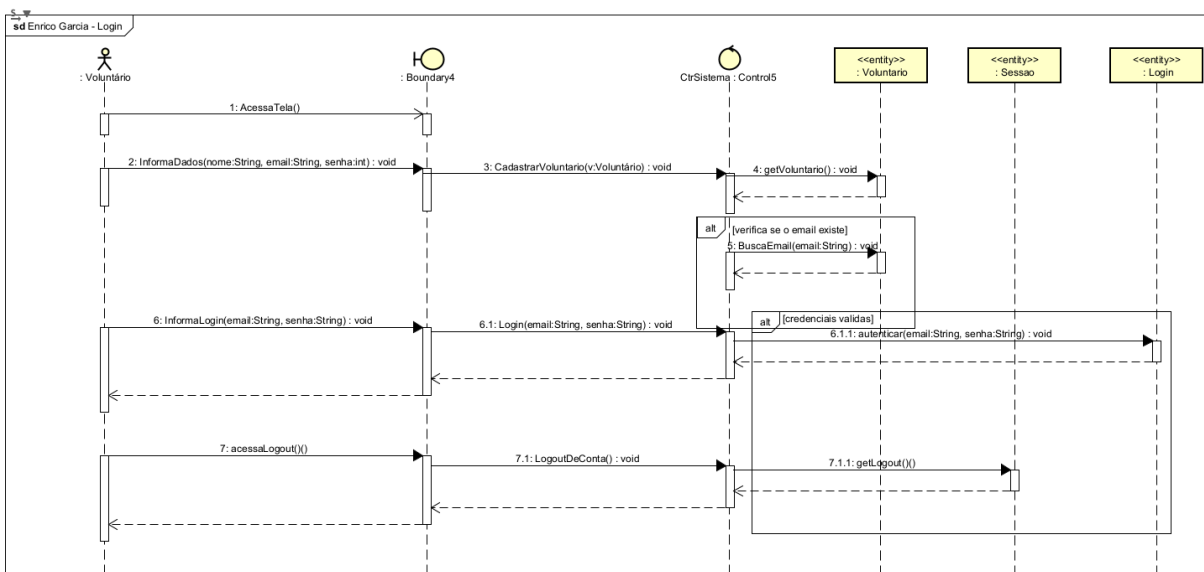 S
sd Enrico Garcia - Login
: Voluntário
: Boundary4
CtrSistema : Control5
<<entity>>
: Voluntario
<<entity>>
: Sessao
<<entity>>
: Login
1: AcessaTela()
2: InformaDados(nome:String, email:String, senha:int) : void
3: CadastrarVoluntario(v:Voluntário) : void
4: getVoluntario() : void
alt
[verifica se o email existe]
5: BuscaEmail(email:String) : void
6: InformaLogin(email:String, senha:String) : void
6.1: Login(email:String, senha:String) : void
alt
[credenciais validas]
6.1.1: autenticar(email:String, senha:String) : void
7: acessaLogout()()
7.1: LogoutDeConta() : void
7.1.1: getLogout()()